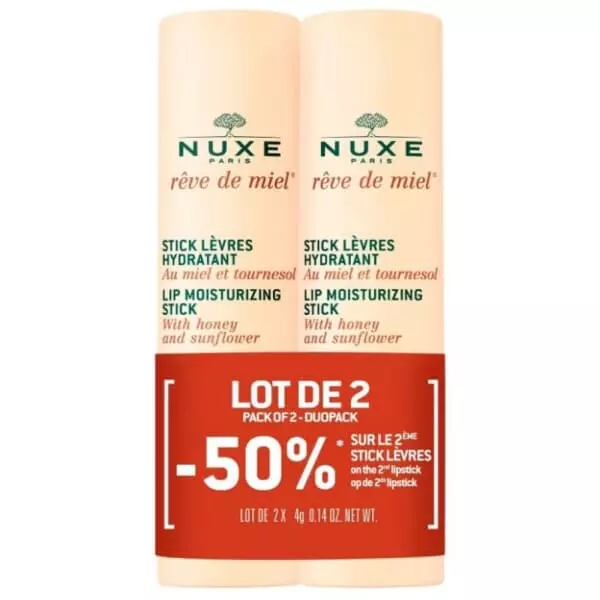 NUXE
PARIS
rêve de miel®
STICK LÈVRES
HYDRATANT
Au miel et tournesol
LIP MOISTURIZING
STICK
With honey
and sunflower
NUXE
PARIS
rêve de miel®
STICK LÈVRES
HYDRATANT
Au miel et tournesol
LIP MOISTURIZING
STICK
With honey
and sunflower
LOT DE 2
PACK OF 2 - DUOPACK
-50%*
SUR LE 2ÈME
STICK LÈVRES
on the 2nd lipstick
op de 2de lipstick
LOT DE 2 X 4g 0.14 OZ. NET WT.